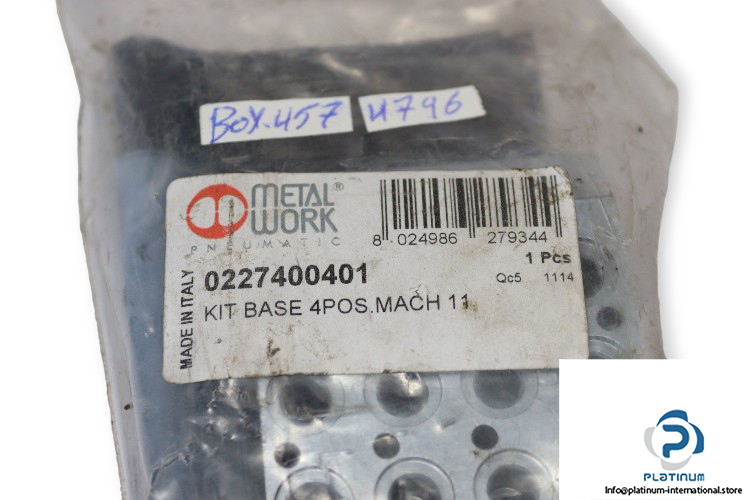 BOX.457 4796
METAL®
WORK
PNEUMATIC
8 024986 279344
1 Pcs
Qc5 1114
MADE IN ITALY
0227400401
KIT BASE 4POS.MACH 11
PLATINUM
Info@platinum-international.store